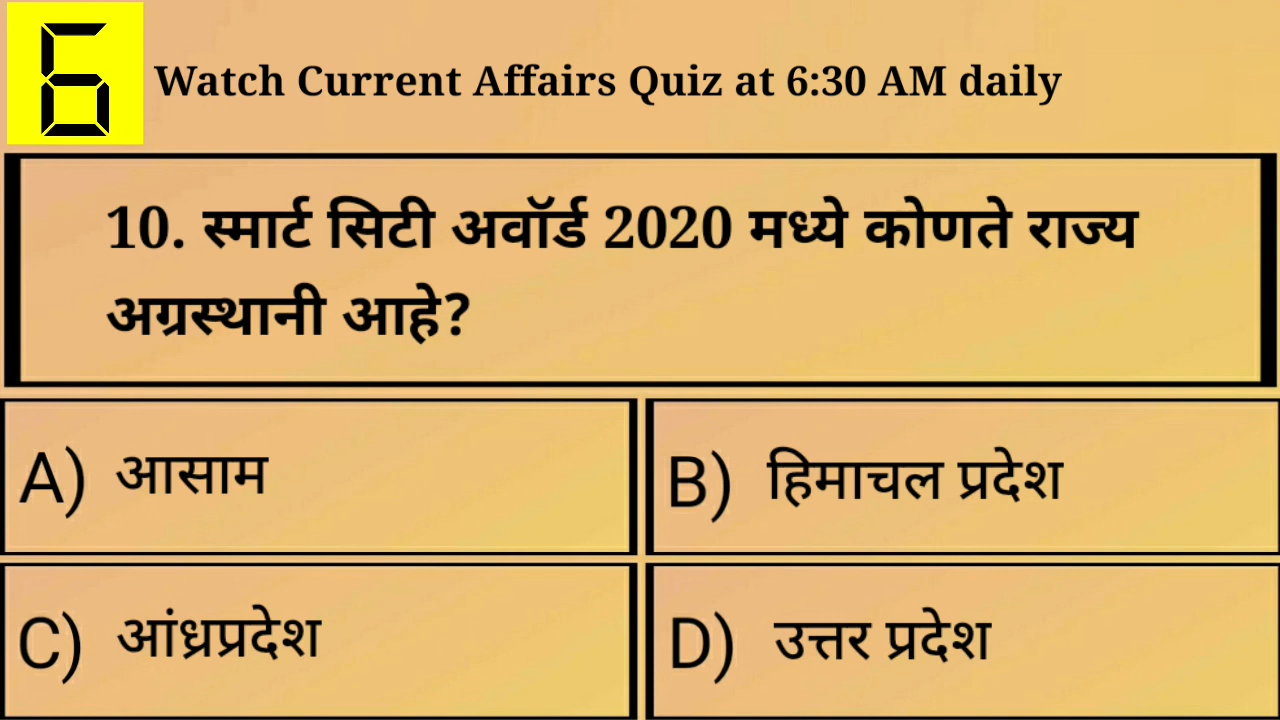 6
Watch Current Affairs Quiz at 6:30 AM daily
10. स्मार्ट सिटी अवॉर्ड 2020 मध्ये कोणते राज्य
अग्रस्थानी आहे?
A) आसाम
B) हिमाचल प्रदेश
C) आंध्रप्रदेश
D) उत्तर प्रदेश